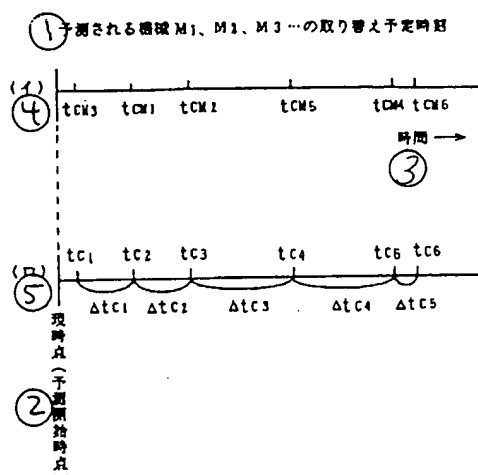 ① 予測される機械M1、M2、M3…の取り替え予定時刻
(イ)
④
tCM3 tCM1 tCM2 tCM5 tCM4 tCM6
時間 →
③
(ロ)
⑤
tC1 tC2 tC3 tC4 tC6 tC6
ΔtC1 ΔtC2 ΔtC3 ΔtC4 ΔtC5
② 現時点(予測開始時点